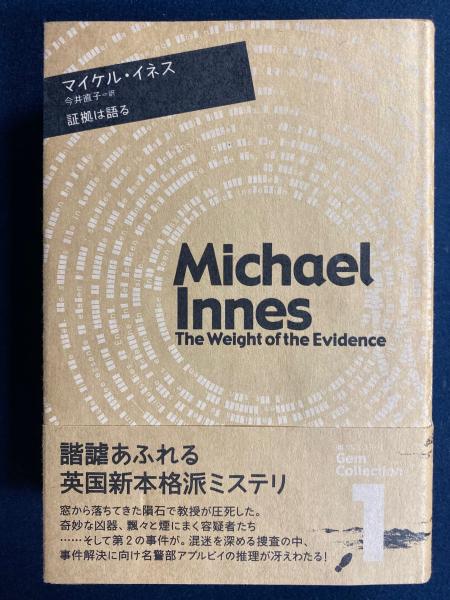 マイケル・イネス
今井直子=訳
証拠は語る
Michael
Innes
The Weight of the Evidence
諧謔あふれる
英国新本格派ミステリ
窓から落ちてきた隕石で教授が圧死した。
奇妙な凶器、飄々と煙にまく容疑者たち
……そして第2の事件が。混迷を深める捜査の中、
事件解決に向け名警部アプルビイの推理が冴えわたる！
Gem
Collection
1